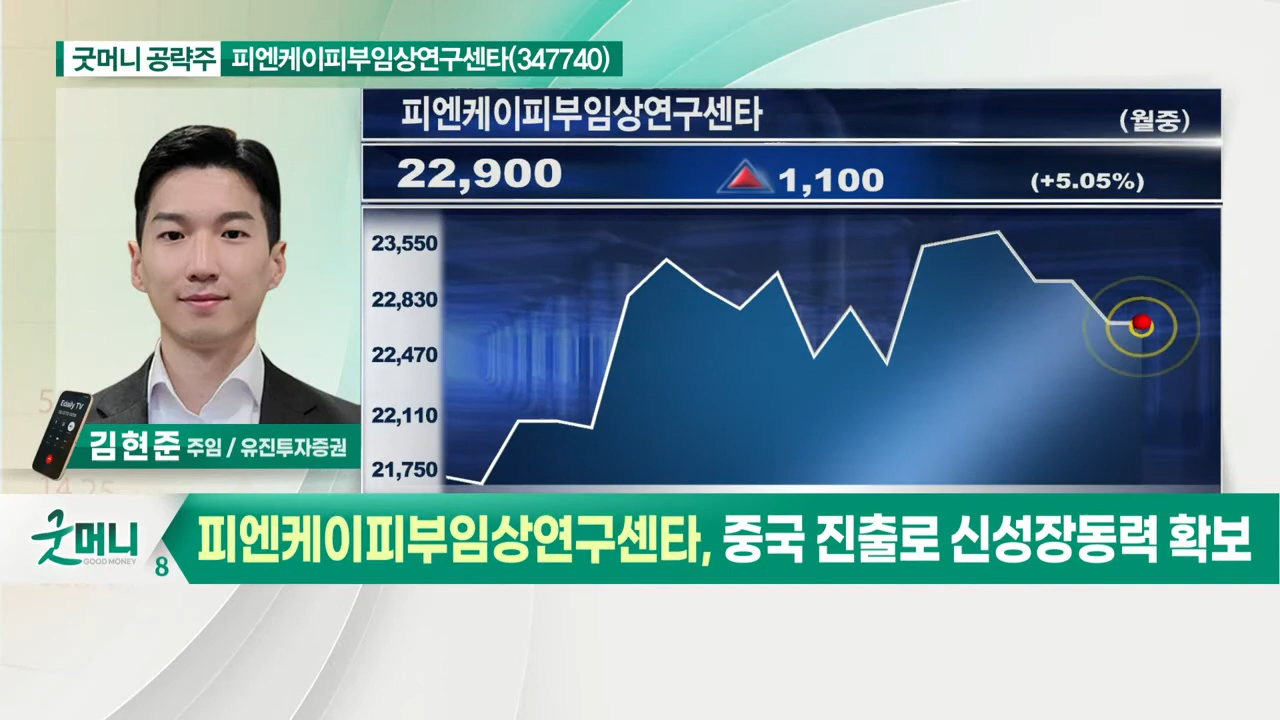 굿머니 공략주 피엔케이피부임상연구센타(347740)
피엔케이피부임상연구센타 (월중)
22,900 1,100 (+5.05%)
23,550
22,830
22,470
22,110
21,750
Edaily TV
김현준 주임 / 유진투자증권
14.25
굿머니
GOOD MONEY
8
피엔케이피부임상연구센타, 중국 진출로 신성장동력 확보